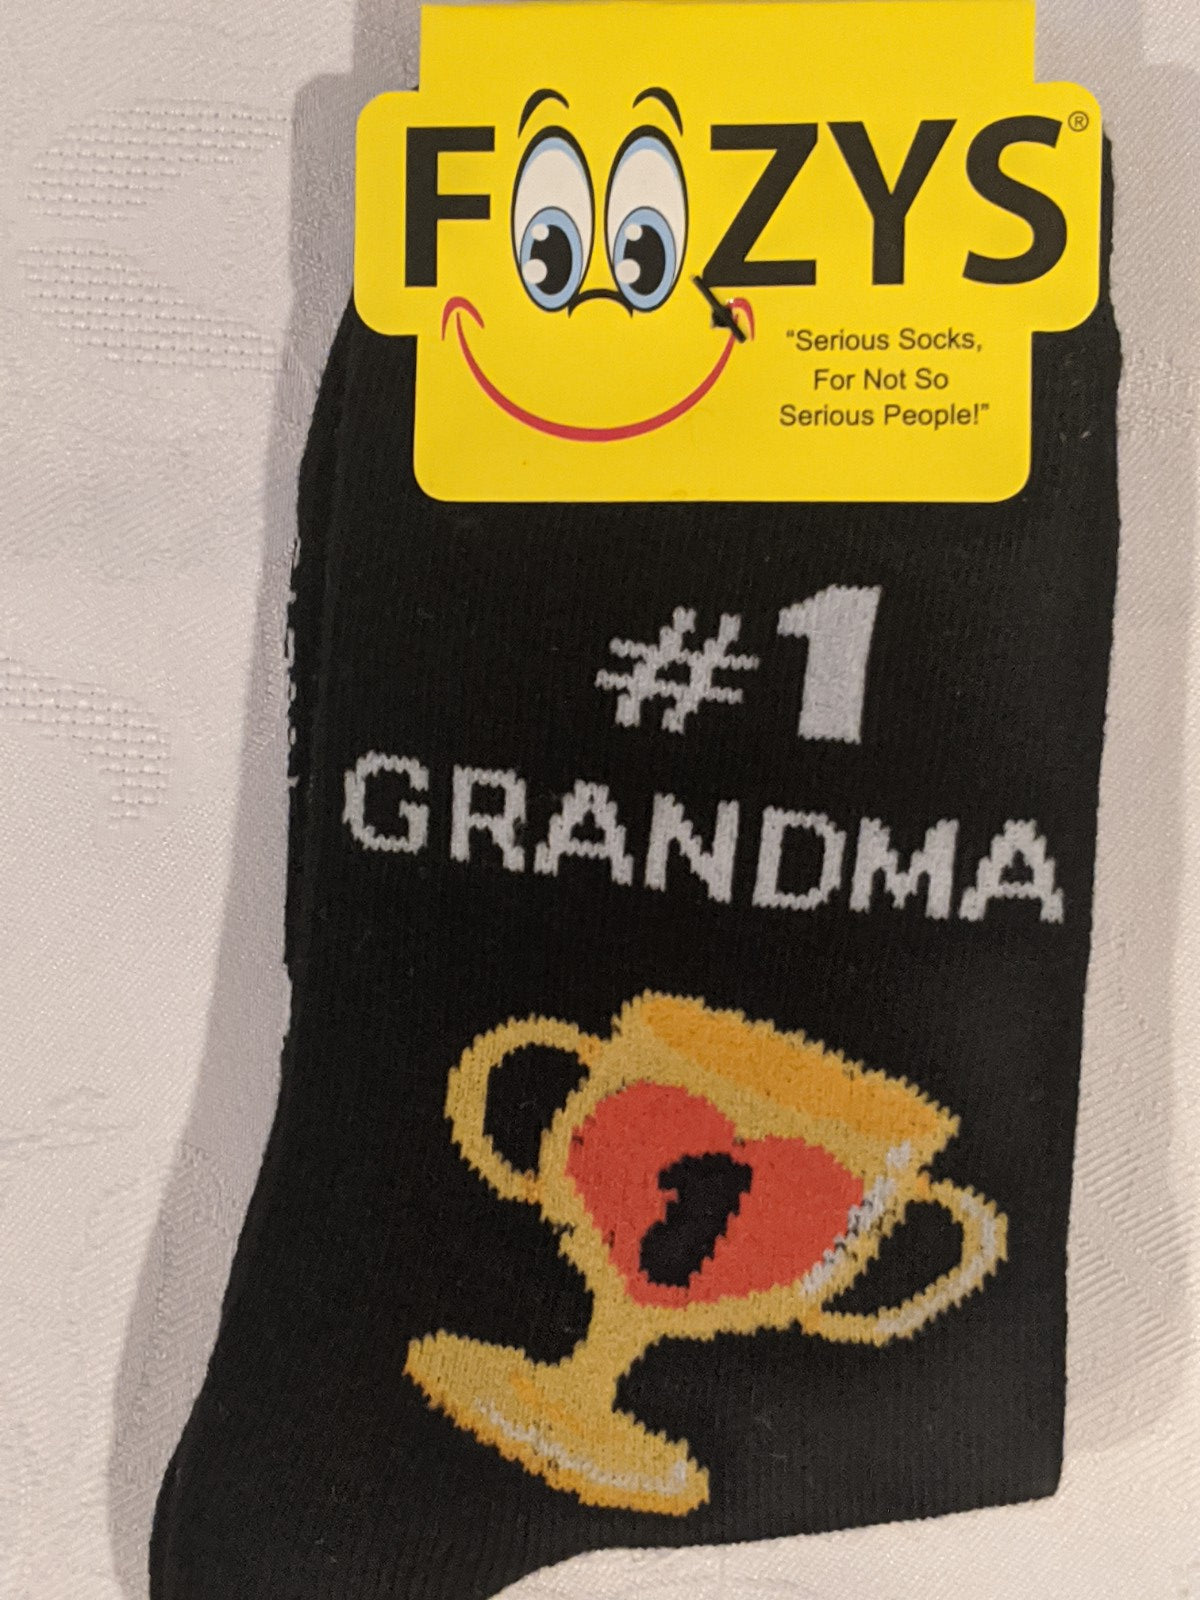 FOOZYS®
“Serious Socks,
For Not So
Serious People!”
#1
GRANDMA
1